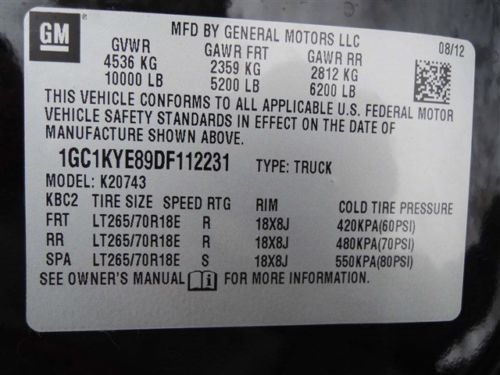 GM
MFD BY GENERAL MOTORS LLC
08/12
GVWR GAWR FRT GAWR RR
4536 KG 2359 KG 2812 KG
10000 LB 5200 LB 6200 LB
THIS VEHICLE CONFORMS TO ALL APPLICABLE U.S. FEDERAL MOTOR
VEHICLE SAFETY STANDARDS IN EFFECT ON THE DATE OF
MANUFACTURE SHOWN ABOVE.
1GC1KYE89DF112231 TYPE: TRUCK
MODEL: K20743
KBC2 TIRE SIZE SPEED RTG RIM COLD TIRE PRESSURE
FRT LT265/70R18E R 18X8J 420KPA(60PSI)
RR LT265/70R18E R 18X8J 480KPA(70PSI)
SPA LT265/70R18E S 18X8J 550KPA(80PSI)
SEE OWNER'S MANUAL FOR MORE INFORMATION.